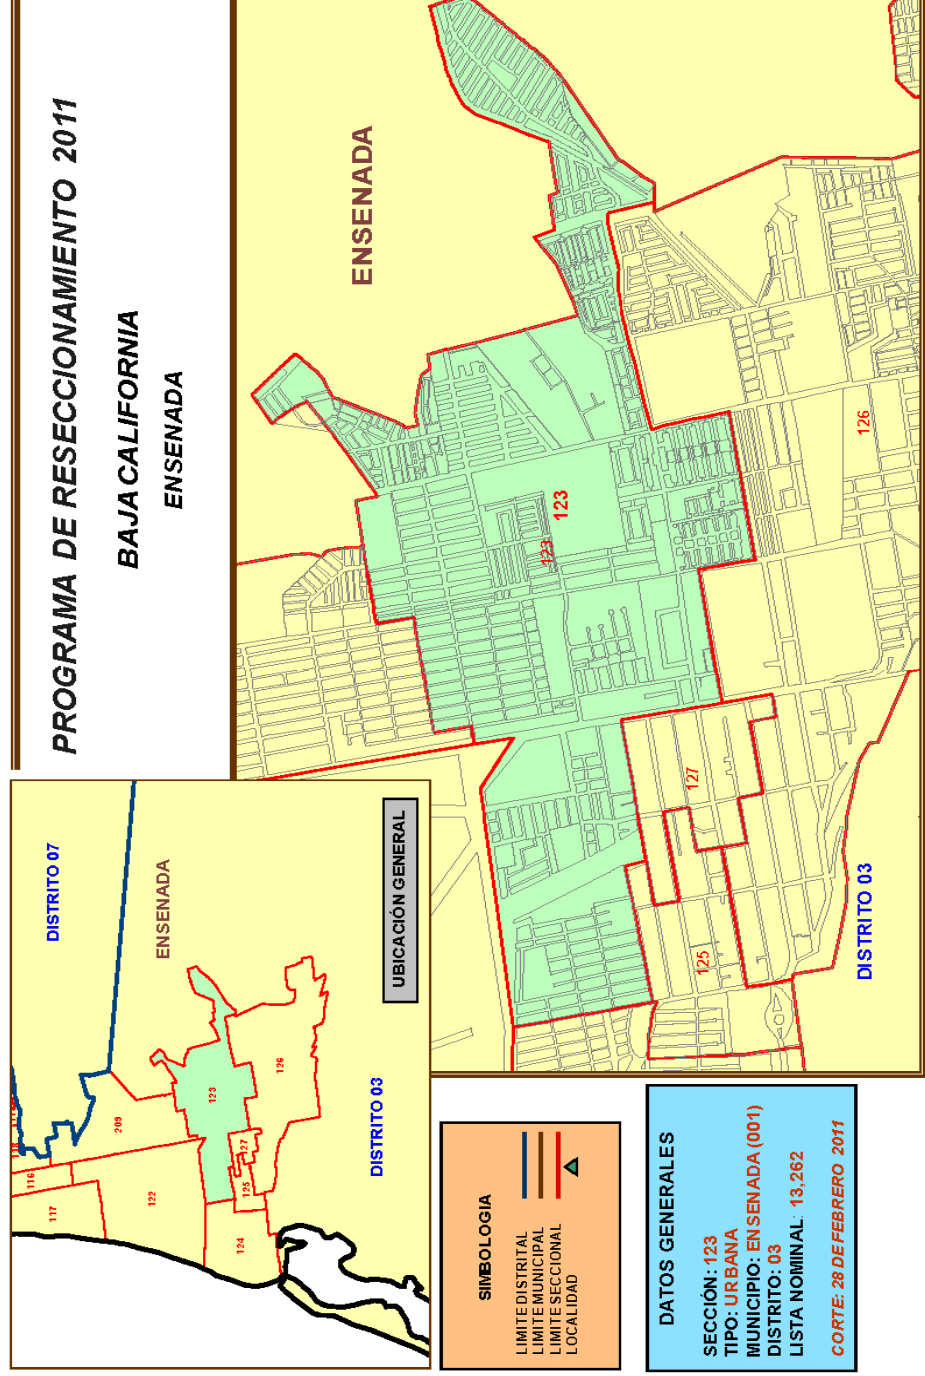 PROGRAMA DE RESECCIONAMIENTO 2011
BAJA CALIFORNIA
ENSENADA
DISTRITO 07
ENSENADA
UBICACIÓN GENERAL
DISTRITO 03
116
117
118
209
122
123
124
125
127
126
ENSENADA
123
123
126
127
125
DISTRITO 03
SIMBOLOGIA
LIMITE DISTRITAL
LIMITE MUNICIPAL
LIMITE SECCIONAL
LOCALIDAD
DATOS GENERALES
SECCIÓN: 123
TIPO: URBANA
MUNICIPIO: ENSENADA (001)
DISTRITO: 03
LISTA NOMINAL: 13,262
CORTE: 28 DE FEBRERO 2011